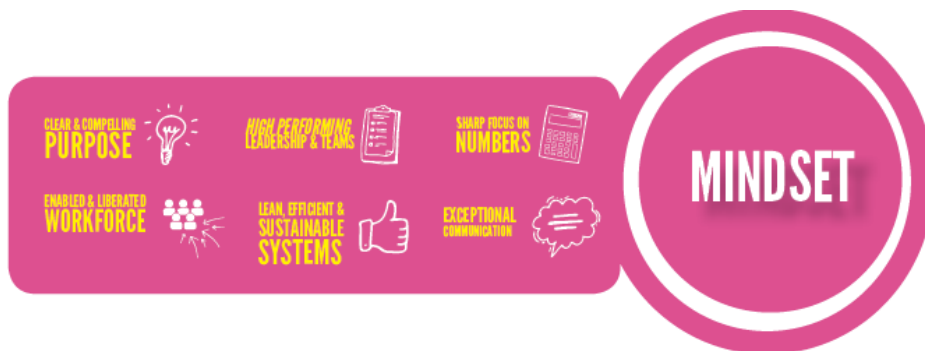 CLEAR & COMPELLING
PURPOSE
HIGH PERFORMING
LEADERSHIP & TEAMS
SHARP FOCUS ON
NUMBERS
ENABLED & LIBERATED
WORKFORCE
LEAN, EFFICIENT &
SUSTAINABLE
SYSTEMS
EXCEPTIONAL
COMMUNICATION
MINDSET